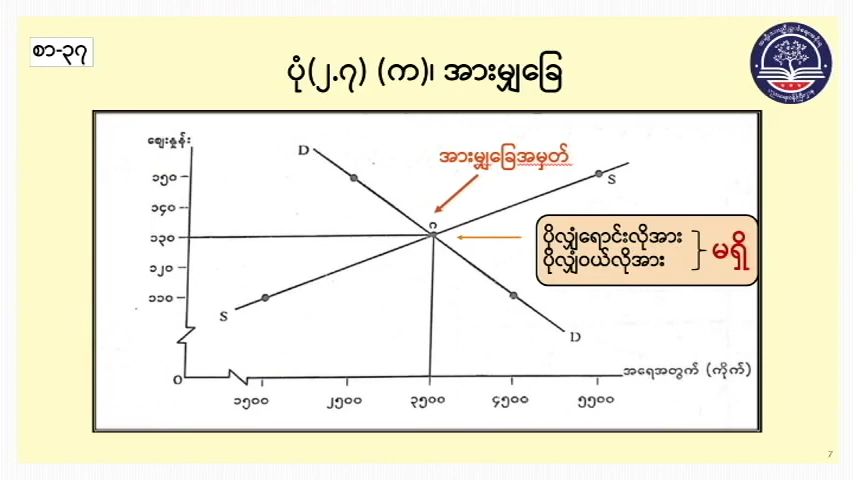 စာ-၃၇
ပုံ(၂.၇) (က)၊ အားမျှခြေ
ဈေးနှုန်း
D
အားမျှခြေအမှတ်
၁၅၀
S
၁၄၀
၁၃၀
ပိုလျှံရောင်းလိုအား
ပိုလျှံဝယ်လိုအား
မရှိ
၁၂၀
၁၁၀
S
D
O
အရေအတွက် (ကိုက်)
၁၅၀၀ ၂၅၀၀ ၃၅၀၀ ၄၅၀၀ ၅၅၀၀
7